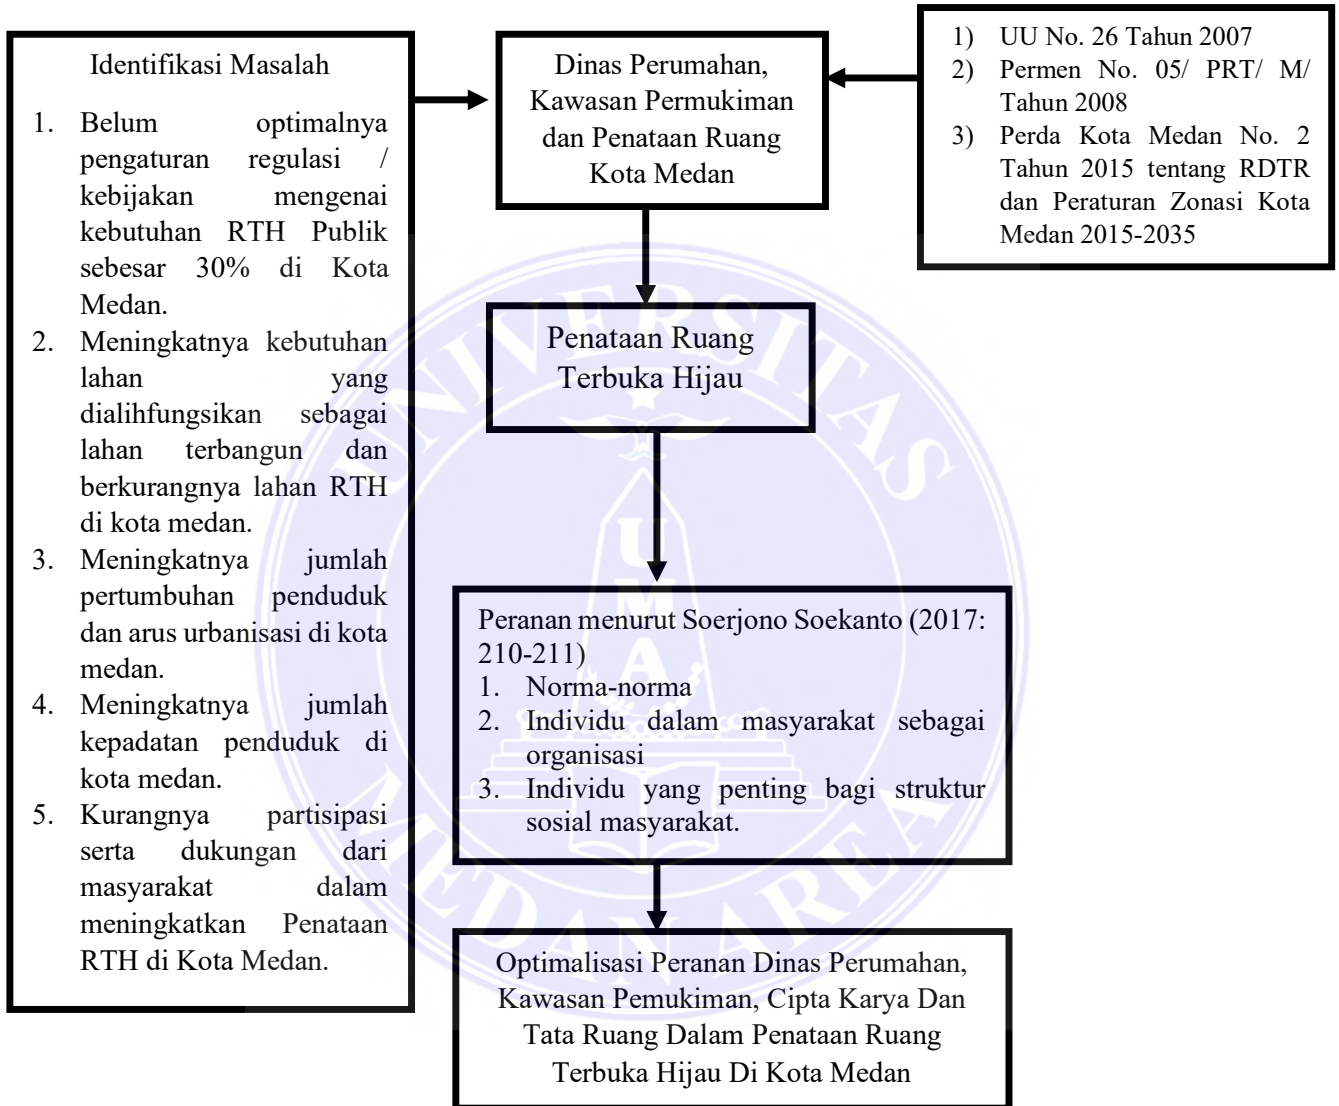 Identifikasi Masalah
1. Belum optimalnya
pengaturan regulasi /
kebijakan mengenai
kebutuhan RTH Publik
sebesar 30% di Kota
Medan.
2. Meningkatnya kebutuhan
lahan yang
dialihfungsikan sebagai
lahan terbangun dan
berkurangnya lahan RTH
di kota medan.
3. Meningkatnya jumlah
pertumbuhan penduduk
dan arus urbanisasi di kota
medan.
4. Meningkatnya jumlah
kepadatan penduduk di
kota medan.
5. Kurangnya partisipasi
serta dukungan dari
masyarakat dalam
meningkatkan Penataan
RTH di Kota Medan.
Dinas Perumahan,
Kawasan Permukiman
dan Penataan Ruang
Kota Medan
1) UU No. 26 Tahun 2007
2) Permen No. 05/ PRT/ M/
Tahun 2008
3) Perda Kota Medan No. 2
Tahun 2015 tentang RDTR
dan Peraturan Zonasi Kota
Medan 2015-2035
Penataan Ruang
Terbuka Hijau
Peranan menurut Soerjono Soekanto (2017:
210-211)
1. Norma-norma
2. Individu dalam masyarakat sebagai
organisasi
3. Individu yang penting bagi struktur
sosial masyarakat.
Optimalisasi Peranan Dinas Perumahan,
Kawasan Pemukiman, Cipta Karya Dan
Tata Ruang Dalam Penataan Ruang
Terbuka Hijau Di Kota Medan
UNIVERSITAS
UMA
MEDAN AREA